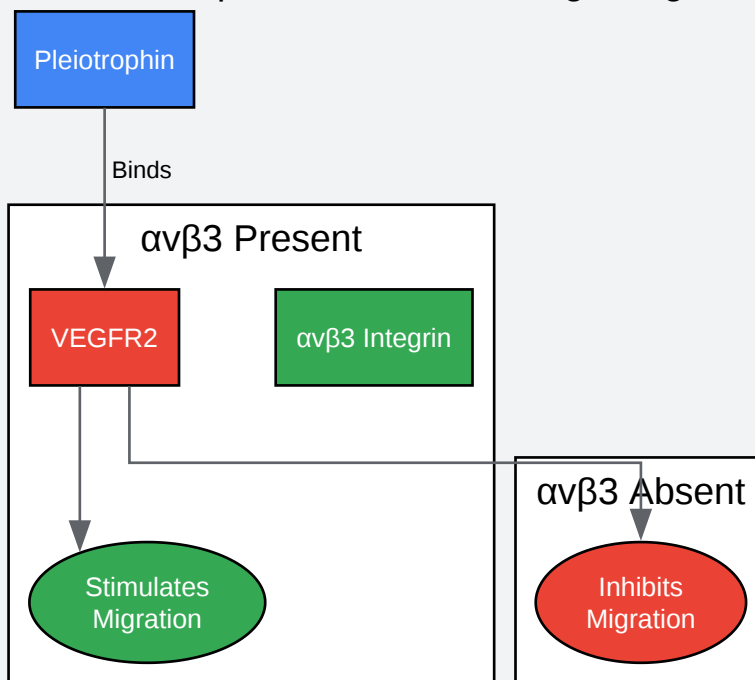 Pleiotrophin
Binds
αvβ3 Present
VEGFR2
αvβ3 Integrin
αvβ3 Absent
Stimulates
Migration
Inhibits
Migration